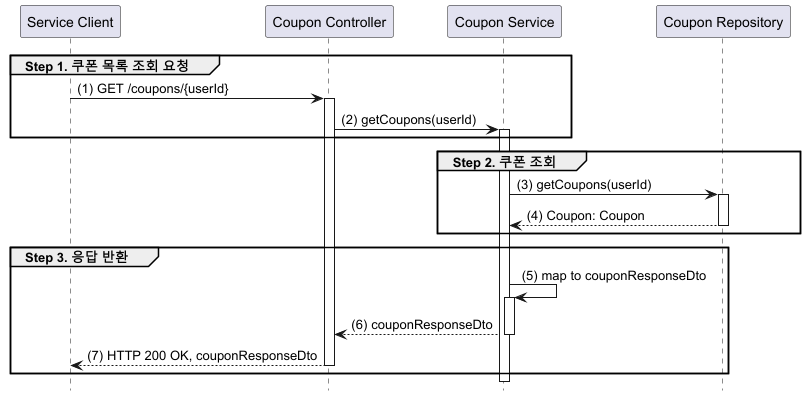 Service Client
Coupon Controller
Coupon Service
Coupon Repository
Step 1. 쿠폰 목록 조회 요청
(1) GET /coupons/{userId}
(2) getCoupons(userId)
Step 2. 쿠폰 조회
(3) getCoupons(userId)
(4) Coupon: Coupon
Step 3. 응답 반환
(5) map to couponResponseDto
(6) couponResponseDto
(7) HTTP 200 OK, couponResponseDto